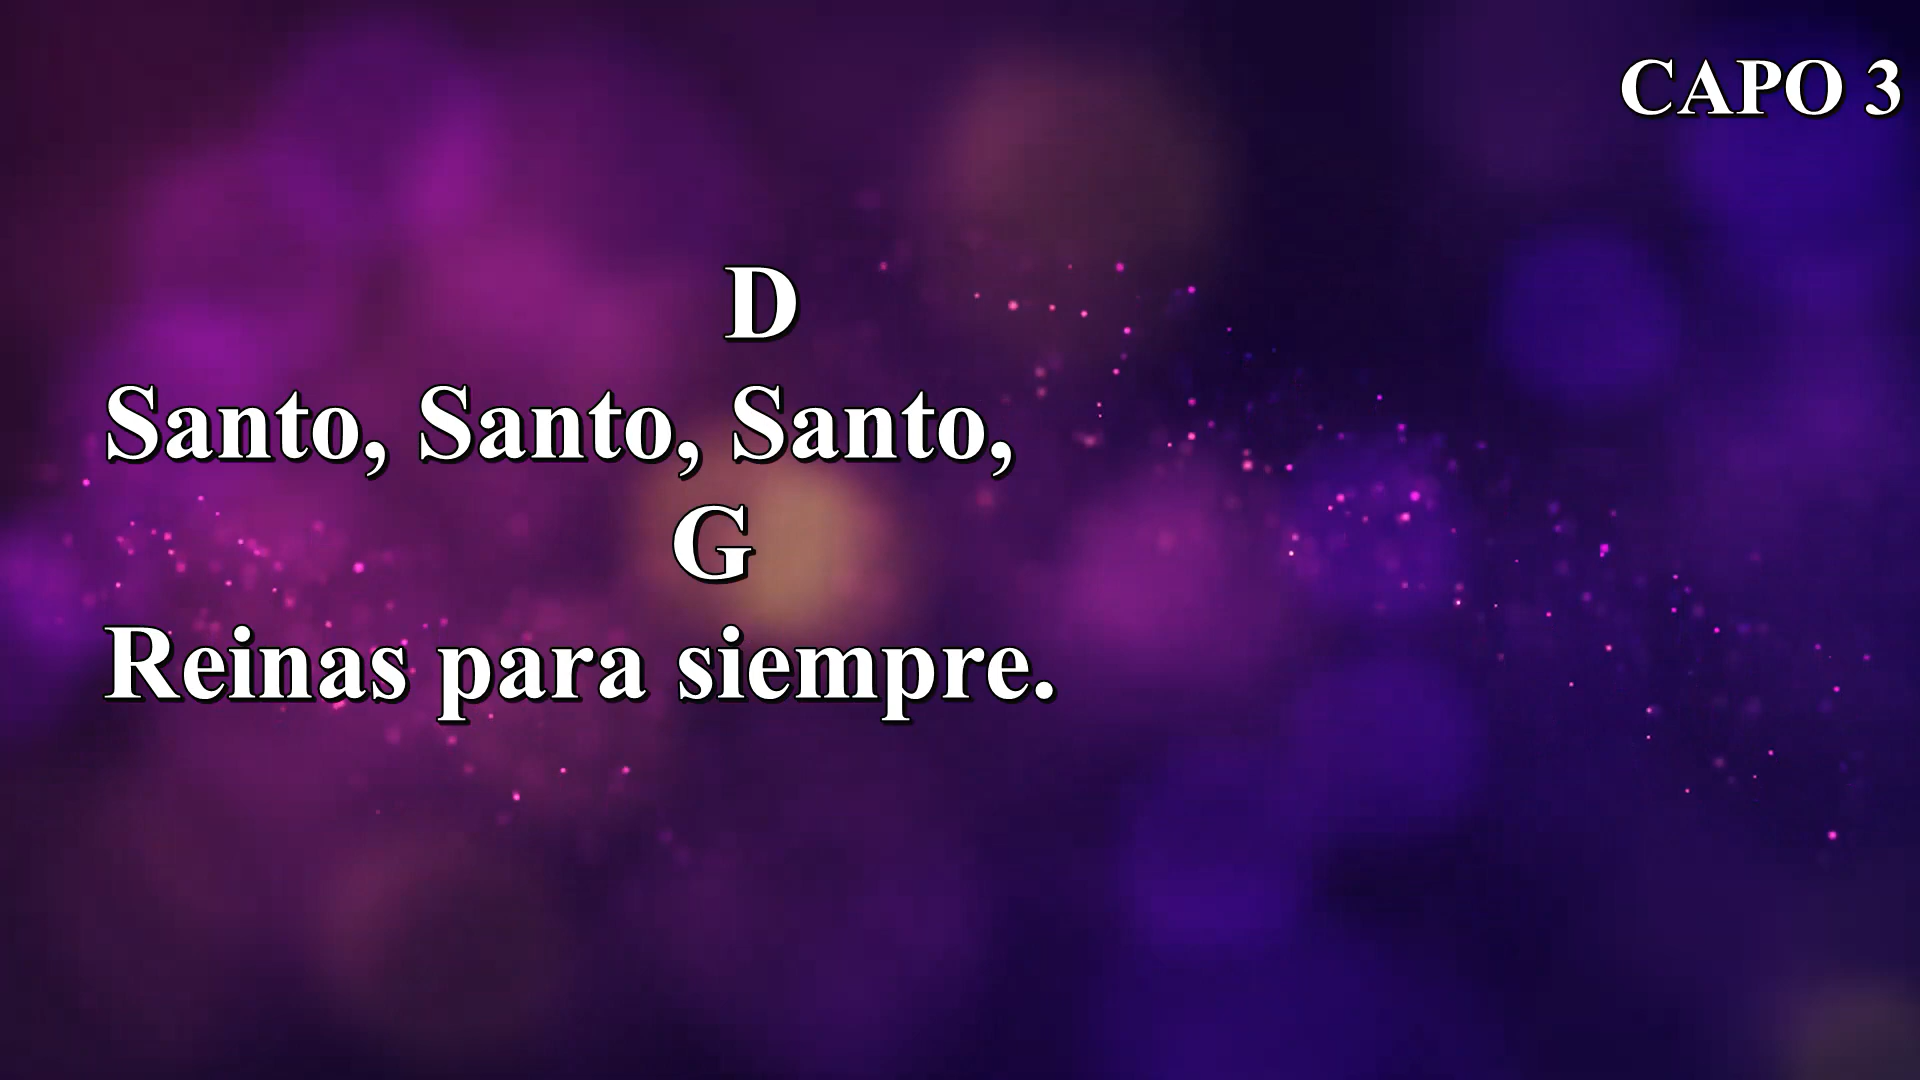 CAPO 3
D
Santo, Santo, Santo,
G
Reinas para siempre.